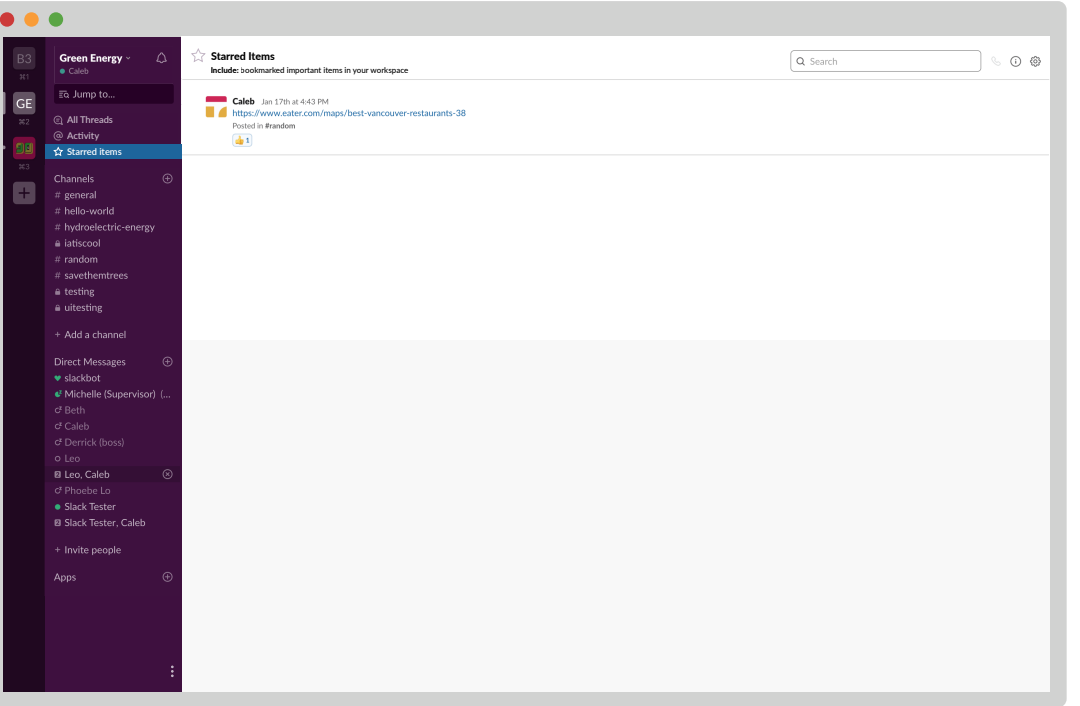 B3
⌘1
GE
⌘2
⌘3
Green Energy
Caleb
Jump to...
All Threads
Activity
Starred items
Channels
# general
# hello-world
# hydroelectric-energy
iatiscool
# random
# savethemtrees
testing
uitesting
+ Add a channel
Direct Messages
slackbot
Michelle (Supervisor) (...
Beth
Caleb
Derrick (boss)
Leo
2 Leo, Caleb
Phoebe Lo
Slack Tester
2 Slack Tester, Caleb
+ Invite people
Apps
Starred Items
Include: bookmarked important items in your workspace
Search
Caleb Jan 17th at 4:43 PM
https://www.eater.com/maps/best-vancouver-restaurants-38
Posted in #random
👍 1